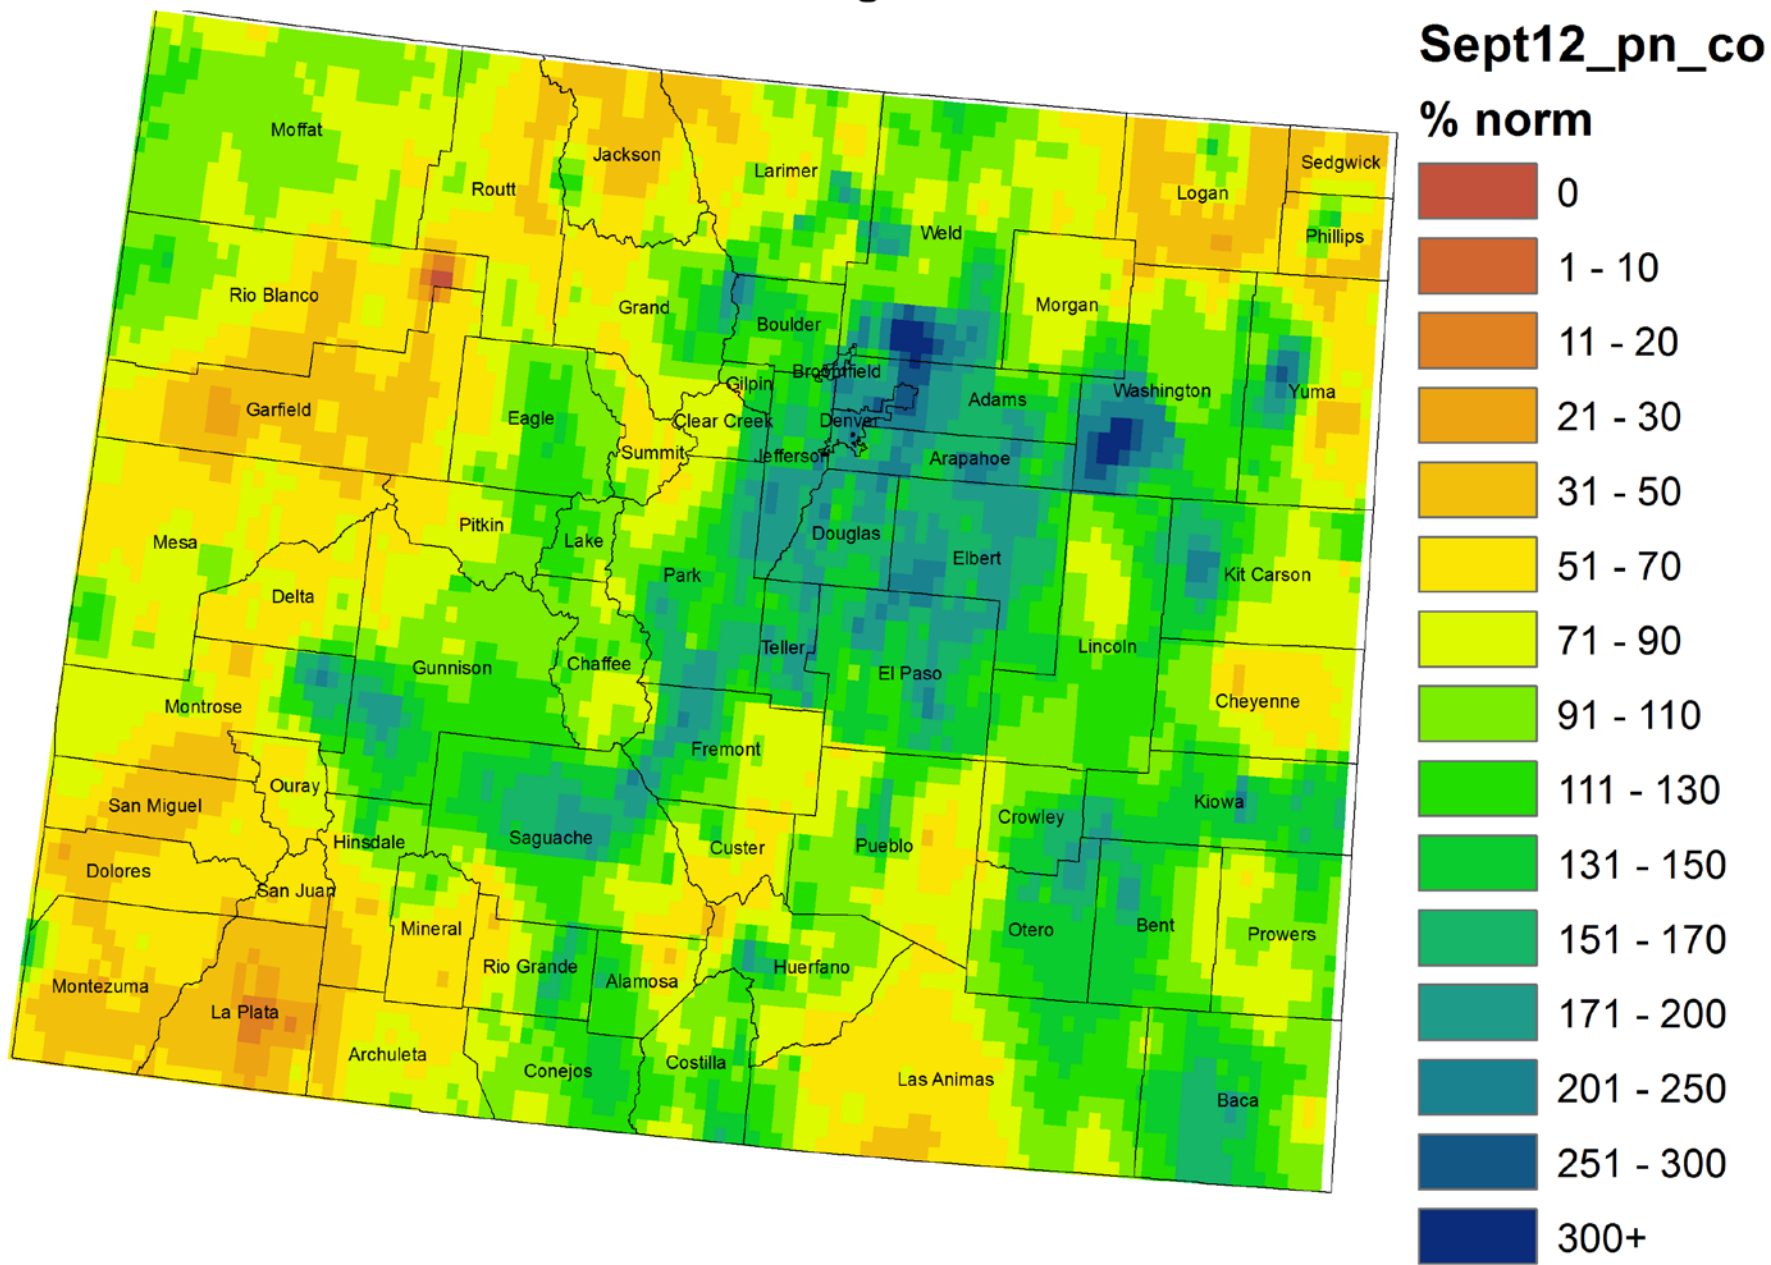 Sept12_pn_co
% norm
0
1 - 10
11 - 20
21 - 30
31 - 50
51 - 70
71 - 90
91 - 110
111 - 130
131 - 150
151 - 170
171 - 200
201 - 250
251 - 300
300+
Moffat
Routt
Jackson
Larimer
Weld
Logan
Sedgwick
Phillips
Rio Blanco
Grand
Boulder
Morgan
Broomfield
Gilpin
Washington
Yuma
Garfield
Eagle
Clear Creek
Denver
Adams
Summit
Jefferson
Arapahoe
Mesa
Pitkin
Lake
Park
Douglas
Elbert
Kit Carson
Delta
Gunnison
Chaffee
Teller
El Paso
Lincoln
Cheyenne
Montrose
Fremont
Ouray
San Miguel
Hinsdale
Saguache
Custer
Pueblo
Crowley
Kiowa
Dolores
San Juan
Mineral
Rio Grande
Alamosa
Huerfano
Otero
Bent
Prowers
Montezuma
La Plata
Archuleta
Conejos
Costilla
Las Animas
Baca